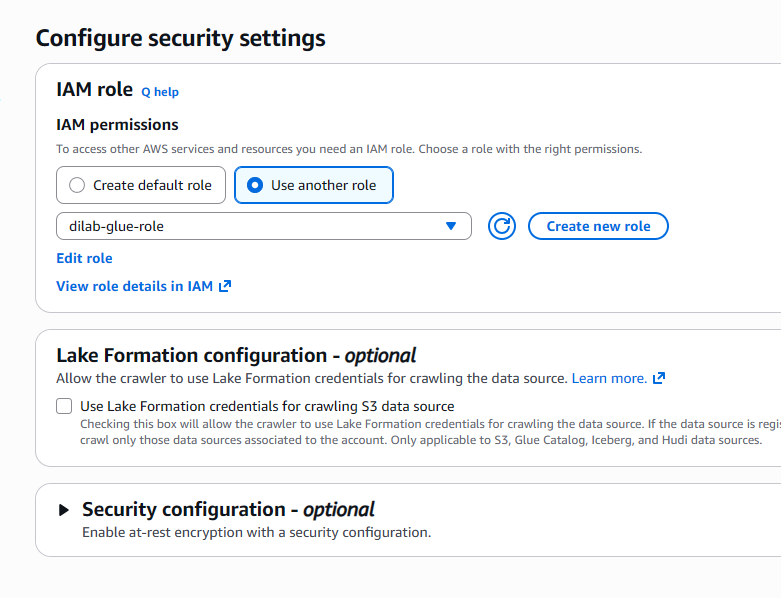 Configure security settings
IAM role Q help
IAM permissions
To access other AWS services and resources you need an IAM role. Choose a role with the right permissions.
Create default role
Use another role
dilab-glue-role
Create new role
Edit role
View role details in IAM
Lake Formation configuration - optional
Allow the crawler to use Lake Formation credentials for crawling the data source. Learn more.
Use Lake Formation credentials for crawling S3 data source
Checking this box will allow the crawler to use Lake Formation credentials for crawling the data source. If the data source is
crawl only those data sources associated to the account. Only applicable to S3, Glue Catalog, Iceberg, and Hudi data sources.
Security configuration - optional
Enable at-rest encryption with a security configuration.